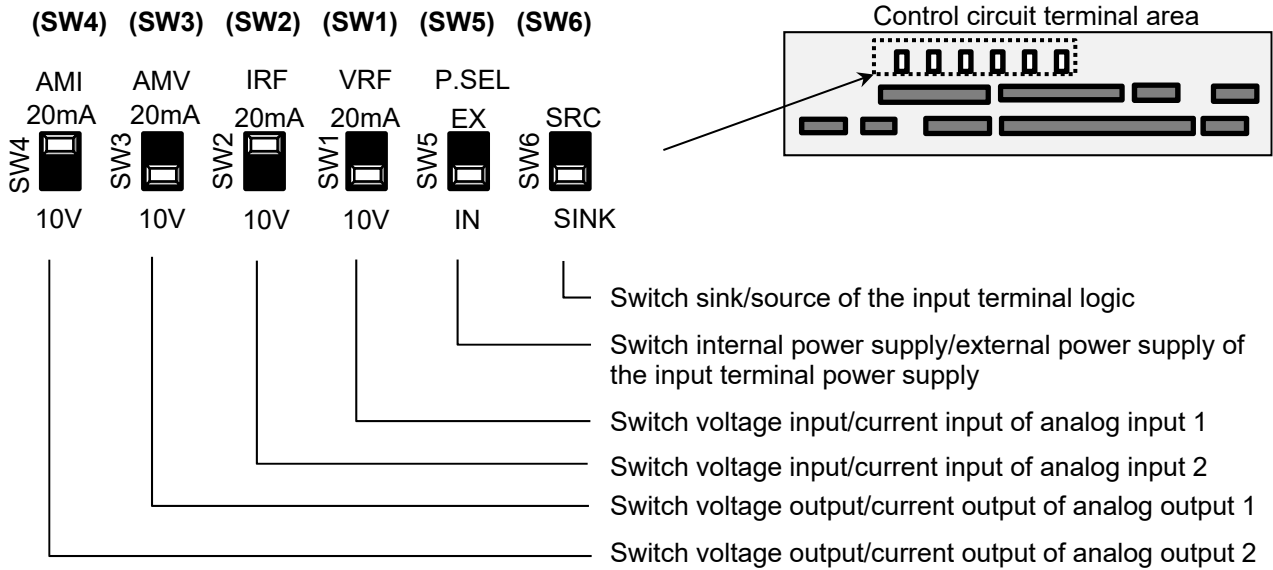 (SW4) (SW3) (SW2) (SW1) (SW5) (SW6)
Control circuit terminal area
AMI AMV IRF VRF P.SEL
20mA 20mA 20mA 20mA EX SRC
SW4 SW3 SW2 SW1 SW5 SW6
10V 10V 10V 10V IN SINK
Switch sink/source of the input terminal logic
Switch internal power supply/external power supply of
the input terminal power supply
Switch voltage input/current input of analog input 1
Switch voltage input/current input of analog input 2
Switch voltage output/current output of analog output 1
Switch voltage output/current output of analog output 2